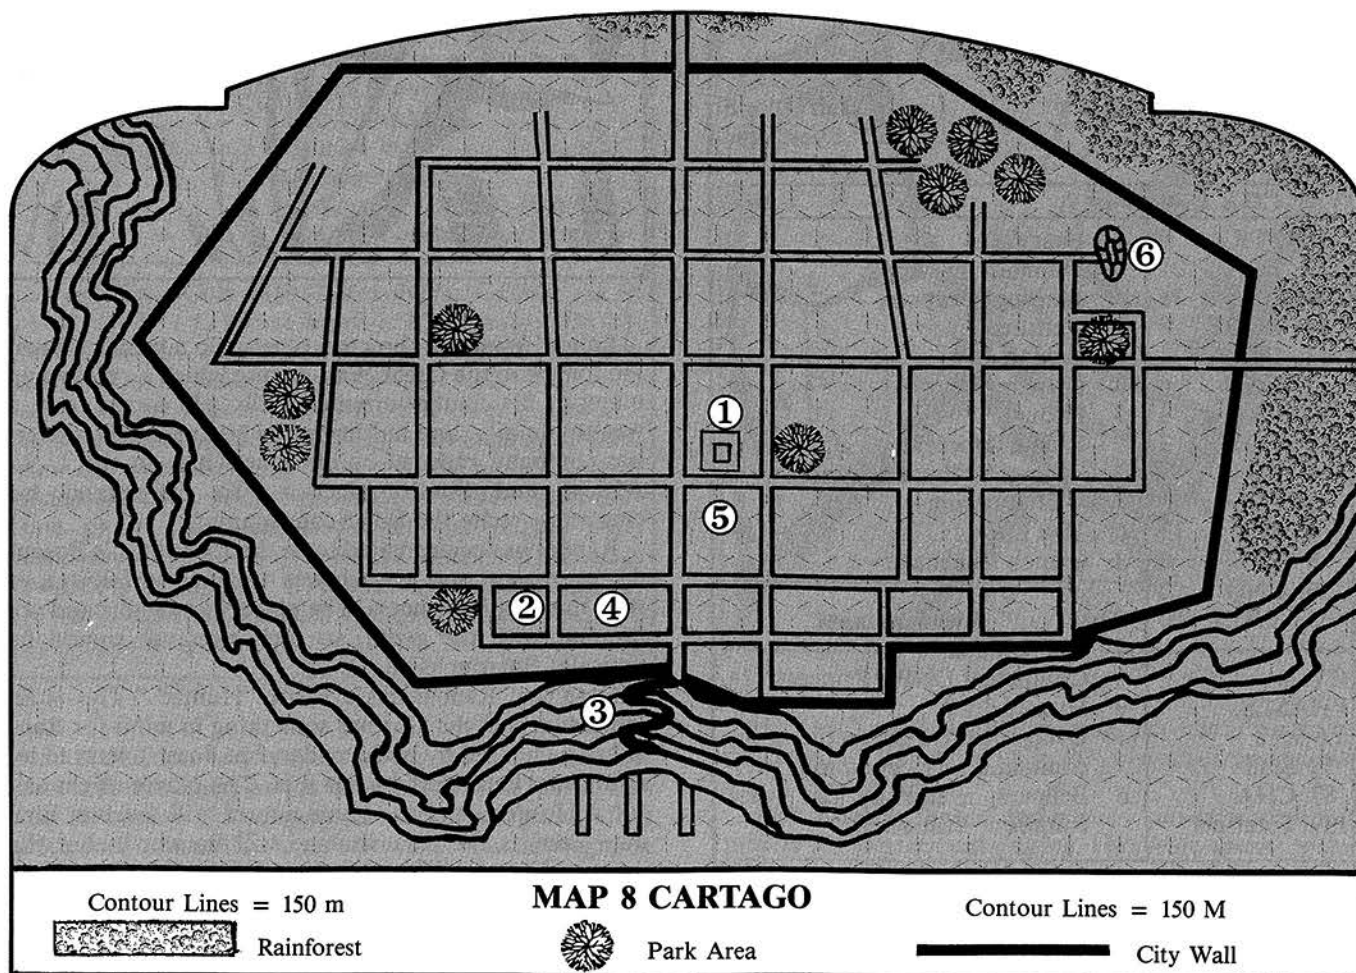 6
1
5
2
4
3
MAP 8 CARTAGO
Contour Lines = 150 m
Contour Lines = 150 M
Rainforest
Park Area
City Wall